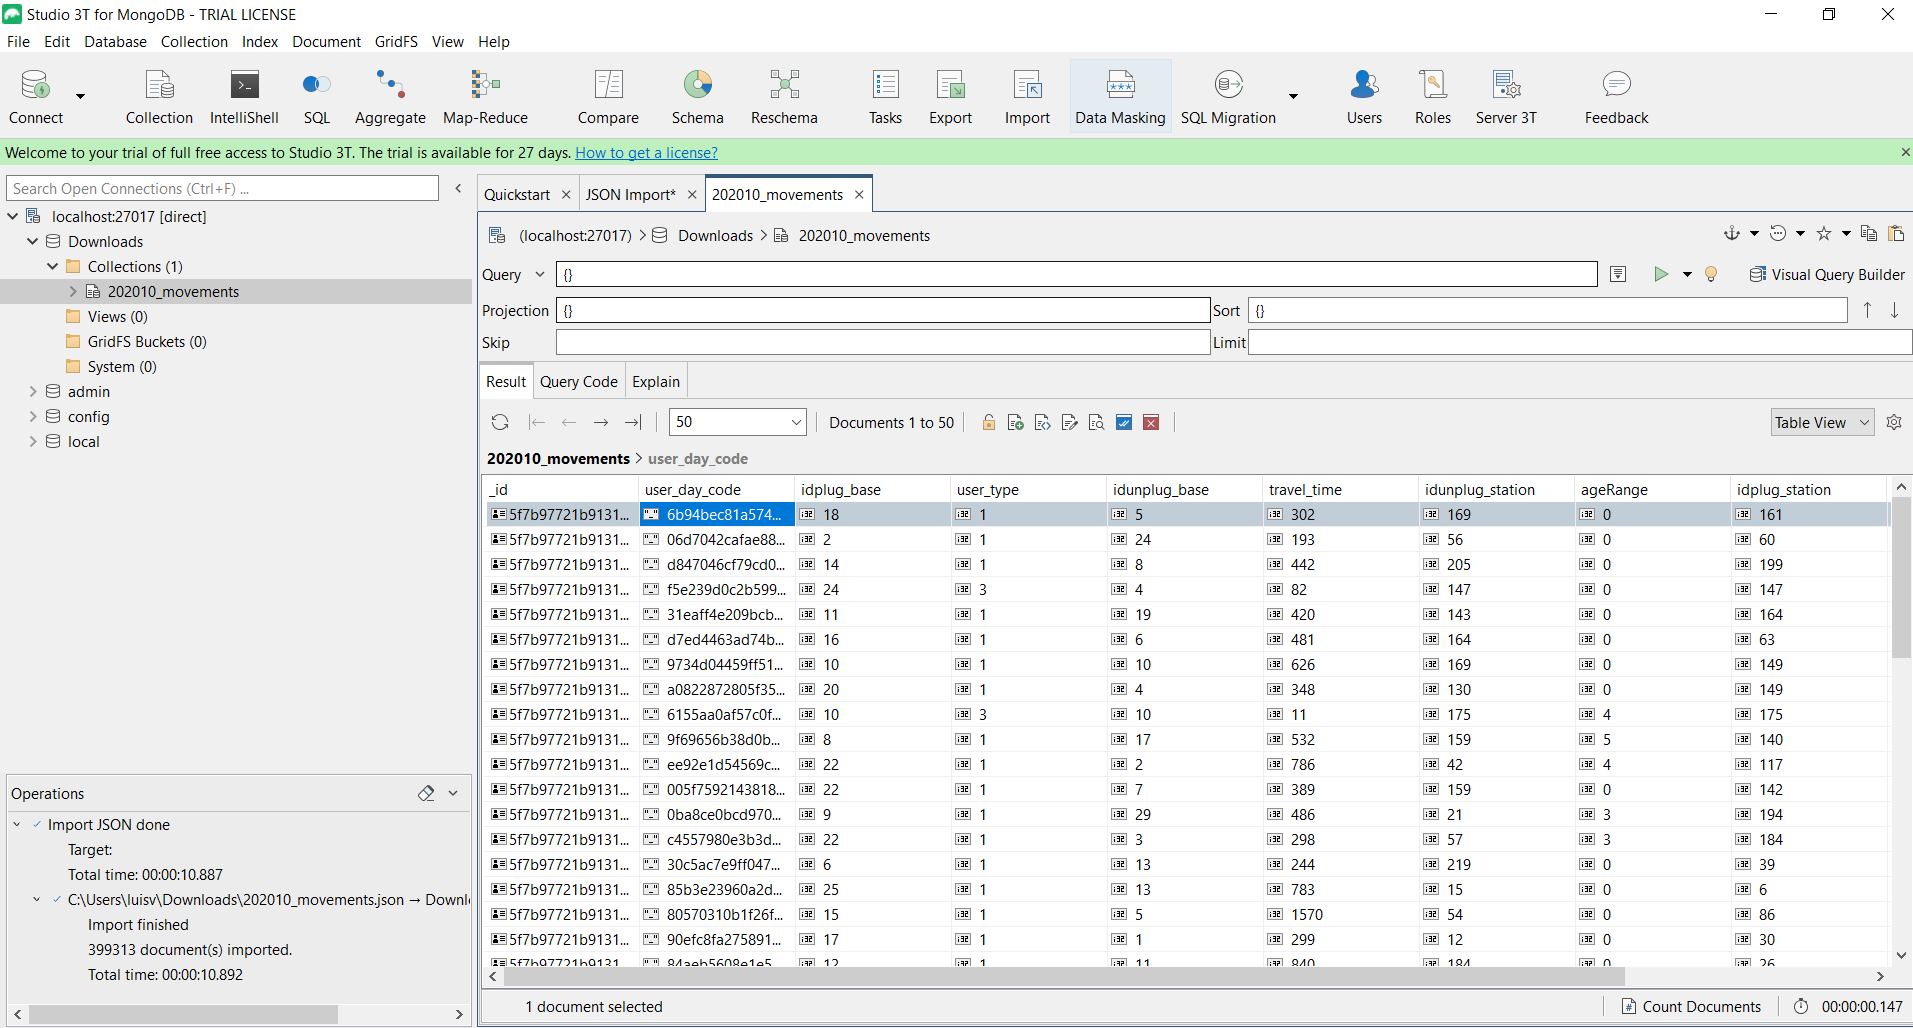 Studio 3T for MongoDB - TRIAL LICENSE
File Edit Database Collection Index Document GridFS View Help
Connect Collection IntelliShell SQL Aggregate Map-Reduce Compare Schema Reschema Tasks Export Import Data Masking SQL Migration Users Roles Server 3T Feedback
Welcome to your trial of full free access to Studio 3T. The trial is available for 27 days. How to get a license?
Search Open Connections (Ctrl+F) ...
localhost:27017 [direct]
Downloads
Collections (1)
202010_movements
Views (0)
GridFS Buckets (0)
System (0)
admin
config
local
Operations
Import JSON done
Target:
Total time: 00:00:10.887
C:\Users\luisv\Downloads\202010_movements.json → Downl
Import finished
399313 document(s) imported.
Total time: 00:00:10.892
Quickstart JSON Import* 202010_movements
(localhost:27017) > Downloads > 202010_movements
Query {} Visual Query Builder
Projection {} Sort {}
Skip Limit
Result Query Code Explain
50 Documents 1 to 50 Table View
202010_movements > user_day_code
_id user_day_code idplug_base user_type idunplug_base travel_time idunplug_station ageRange idplug_station
5f7b97721b9131... 6b94bec81a574... 18 1 5 302 169 0 161
5f7b97721b9131... 06d7042cafae88... 2 1 24 193 56 0 60
5f7b97721b9131... d847046cf79cd0... 14 1 8 442 205 0 199
5f7b97721b9131... f5e239d0c2b599... 24 3 4 82 147 0 147
5f7b97721b9131... 31eaff4e209bcb... 11 1 19 420 143 0 164
5f7b97721b9131... d7ed4463ad74b... 16 1 6 481 164 0 63
5f7b97721b9131... 9734d04459ff51... 10 1 10 626 169 0 149
5f7b97721b9131... a0822872805f35... 20 1 4 348 130 0 149
5f7b97721b9131... 6155aa0af57c0f... 10 3 10 11 175 4 175
5f7b97721b9131... 9f69656b38d0b... 8 1 17 532 159 5 140
5f7b97721b9131... ee92e1d54569c... 22 1 2 786 42 4 117
5f7b97721b9131... 005f7592143818... 22 1 7 389 159 0 142
5f7b97721b9131... 0ba8ce0bcd970... 9 1 29 486 21 3 194
5f7b97721b9131... c4557980e3b3d... 22 1 3 298 57 3 184
5f7b97721b9131... 30c5ac7e9ff047... 6 1 13 244 219 0 39
5f7b97721b9131... 85b3e23960a2d... 25 1 13 783 15 0 6
5f7b97721b9131... 80570310b1f26f... 15 1 5 1570 54 0 86
5f7b97721b9131... 90efc8fa275891... 17 1 1 299 12 0 30
5f7b97721b9131... 84aeb5608e1e5... 12 1 11 840 184 0 26
1 document selected Count Documents 00:00:00.147